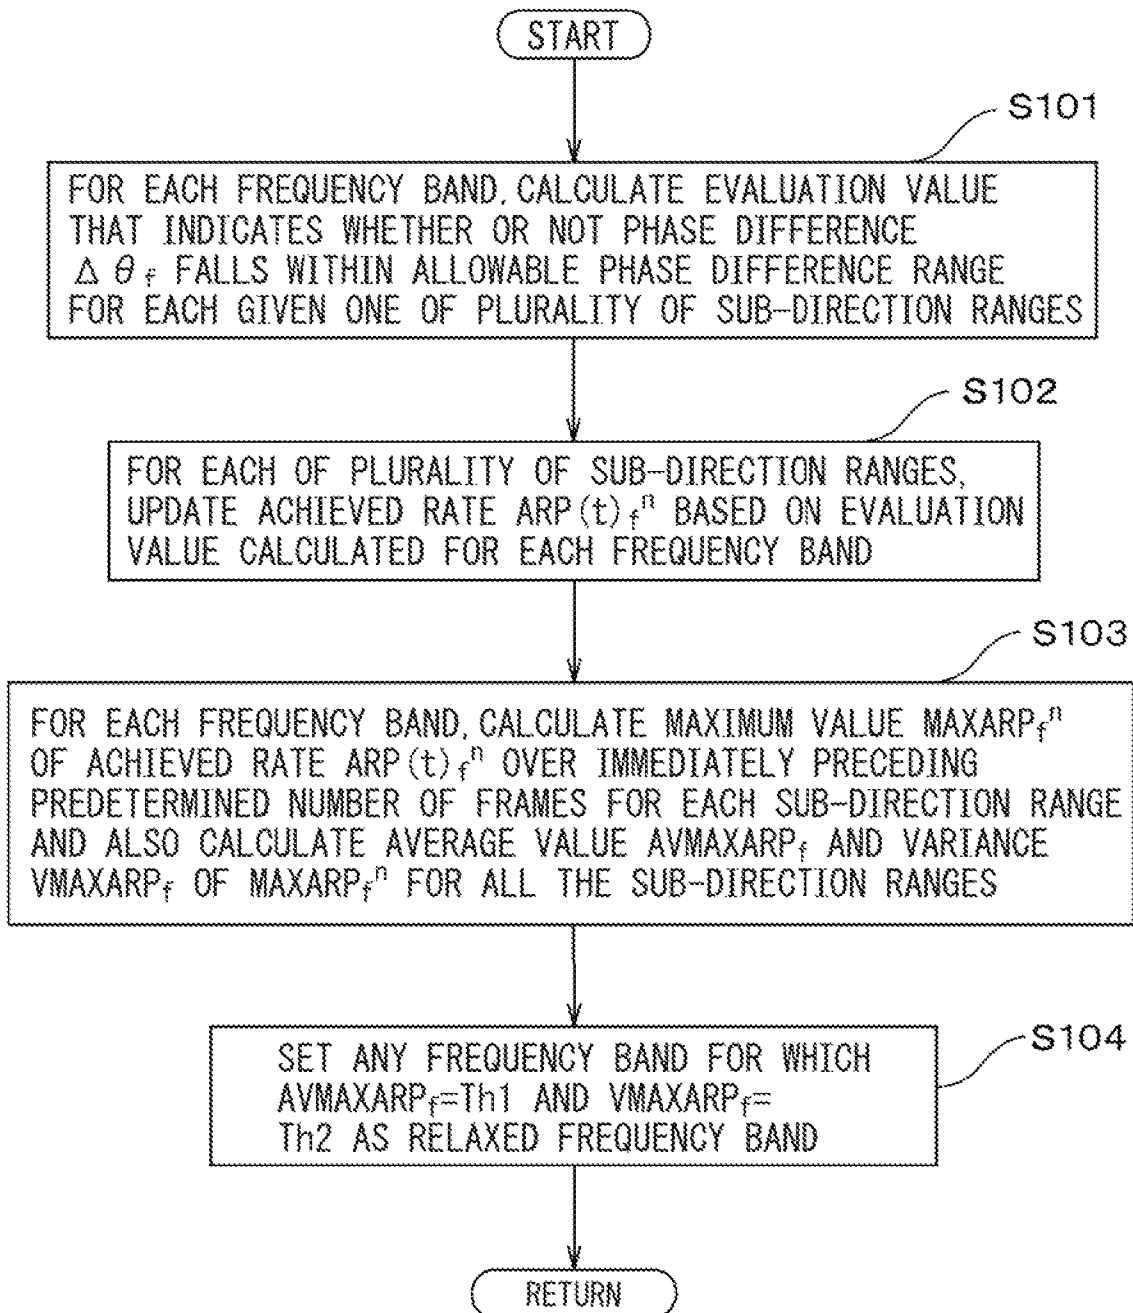 START
S101
FOR EACH FREQUENCY BAND, CALCULATE EVALUATION VALUE
THAT INDICATES WHETHER OR NOT PHASE DIFFERENCE
Δθf FALLS WITHIN ALLOWABLE PHASE DIFFERENCE RANGE
FOR EACH GIVEN ONE OF PLURALITY OF SUB-DIRECTION RANGES
S102
FOR EACH OF PLURALITY OF SUB-DIRECTION RANGES,
UPDATE ACHIEVED RATE ARP(t)fⁿ BASED ON EVALUATION
VALUE CALCULATED FOR EACH FREQUENCY BAND
S103
FOR EACH FREQUENCY BAND, CALCULATE MAXIMUM VALUE MAXARPfⁿ
OF ACHIEVED RATE ARP(t)fⁿ OVER IMMEDIATELY PRECEDING
PREDETERMINED NUMBER OF FRAMES FOR EACH SUB-DIRECTION RANGE
AND ALSO CALCULATE AVERAGE VALUE AVMAXARPf AND VARIANCE
VMAXARPf OF MAXARPfⁿ FOR ALL THE SUB-DIRECTION RANGES
S104
SET ANY FREQUENCY BAND FOR WHICH
AVMAXARPf=Th1 AND VMAXARPf=
Th2 AS RELAXED FREQUENCY BAND
RETURN